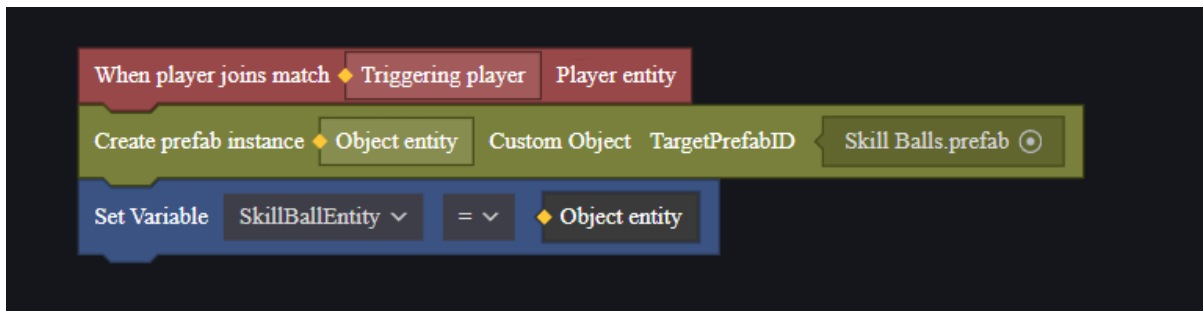 When player joins match Triggering player Player entity
Create prefab instance Object entity Custom Object TargetPrefabID Skill Balls.prefab
Set Variable SkillBallEntity = Object entity